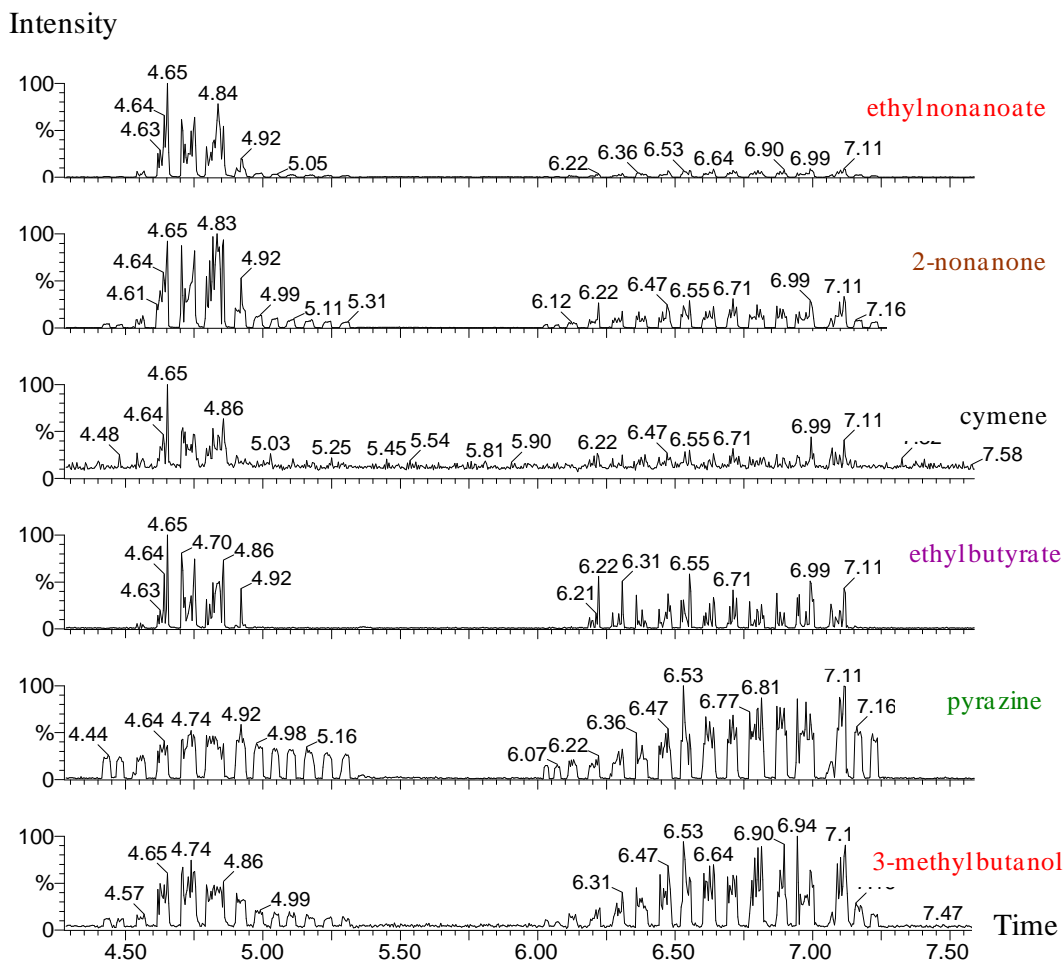 Intensity
ethylnonanoate
100
%
0
4.63 4.64 4.65 4.84 4.92 5.05 6.22 6.36 6.53 6.64 6.90 6.99 7.11
2-nonanone
100
%
0
4.61 4.64 4.65 4.83 4.92 4.99 5.11 5.31 6.12 6.22 6.47 6.55 6.71 6.99 7.11 7.16
cymene
100
%
0
4.48 4.64 4.65 4.86 5.03 5.25 5.45 5.54 5.81 5.90 6.22 6.47 6.55 6.71 6.99 7.11 7.58
ethylbutyrate
100
%
0
4.63 4.64 4.65 4.70 4.86 4.92 6.21 6.22 6.31 6.55 6.71 6.99 7.11
pyrazine
100
%
0
4.44 4.64 4.74 4.92 4.98 5.16 6.07 6.22 6.36 6.47 6.53 6.77 6.81 7.11 7.16
3-methylbutanol
100
%
0
4.57 4.65 4.74 4.86 4.99 6.31 6.47 6.53 6.64 6.90 6.94 7.1 7.47
Time
4.50 5.00 5.50 6.00 6.50 7.00 7.50